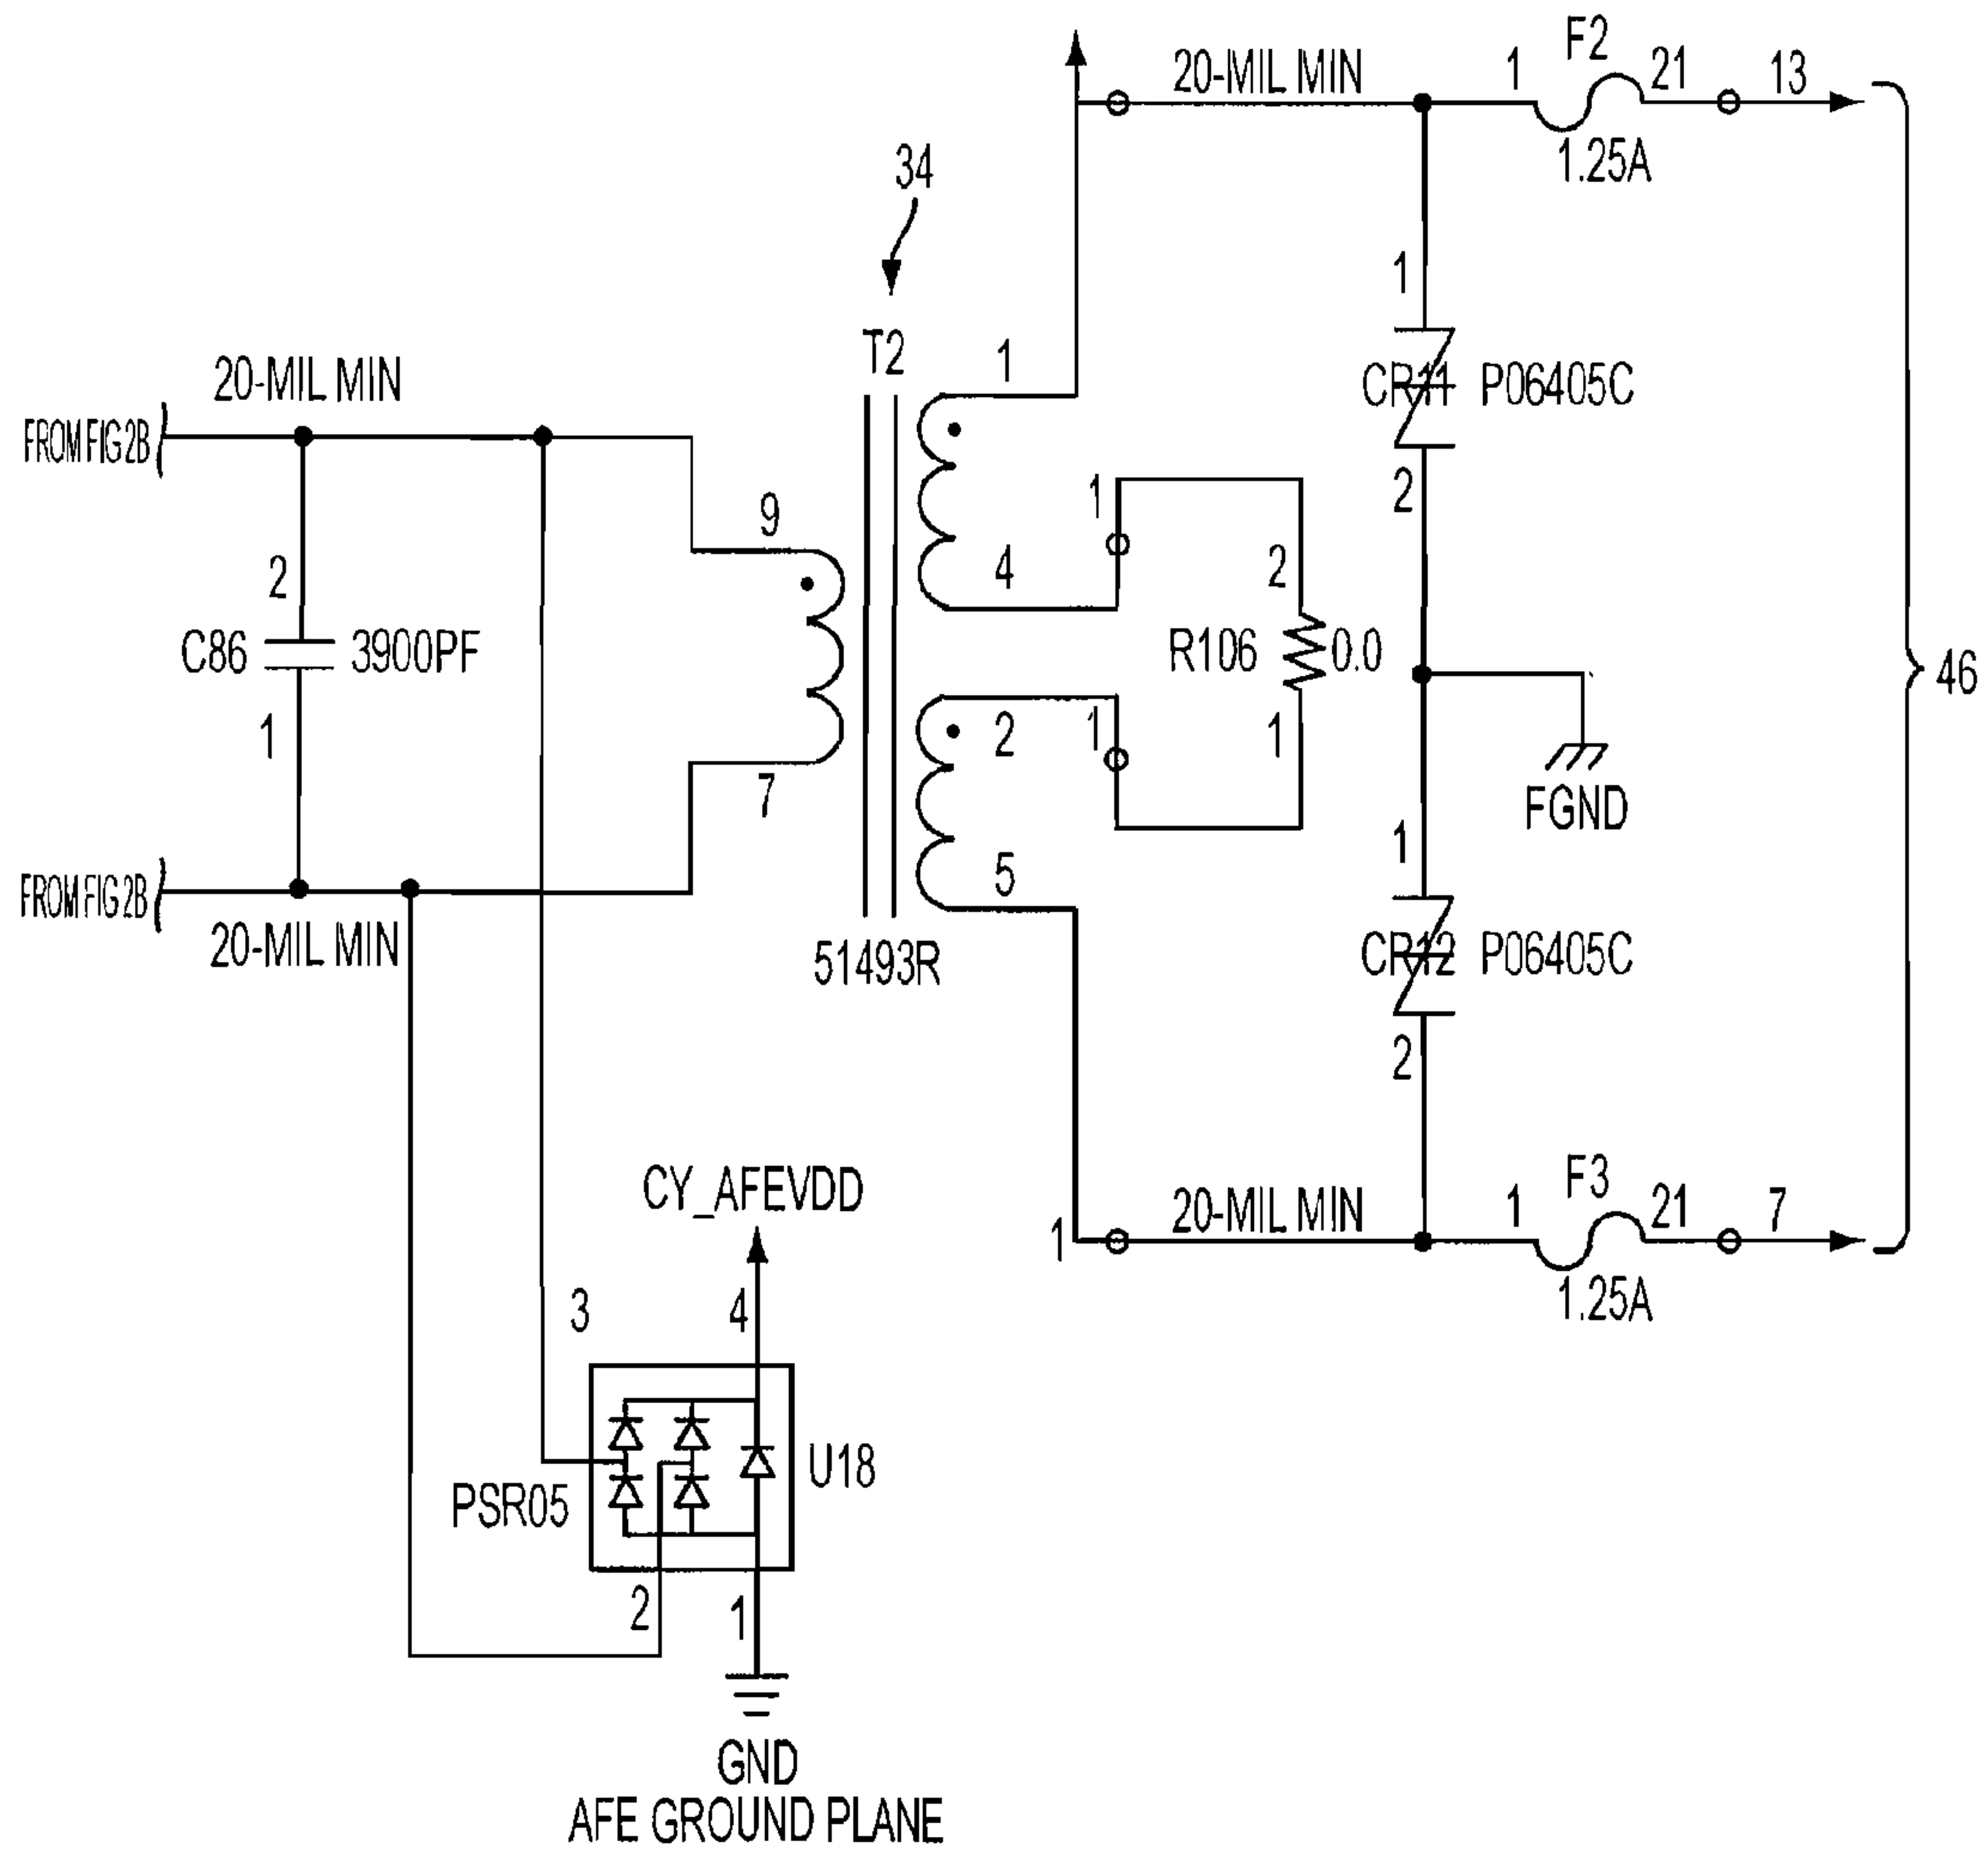 F2
20-MIL MIN
1
21
13
1.25A
34
1
T2
1
20-MIL MIN
CR11 P06405C
FROM FIG 2B
9
1
2
2
4
2
C86
3900PF
R106
0.0
46
1
7
2
1
1
FGND
1
5
FROM FIG 2B
20-MIL MIN
51493R
CR12 P06405C
2
CY_AFEVDD
F3
1
20-MIL MIN
1
21
7
1.25A
3
4
U18
PSR05
2
1
GND
AFE GROUND PLANE